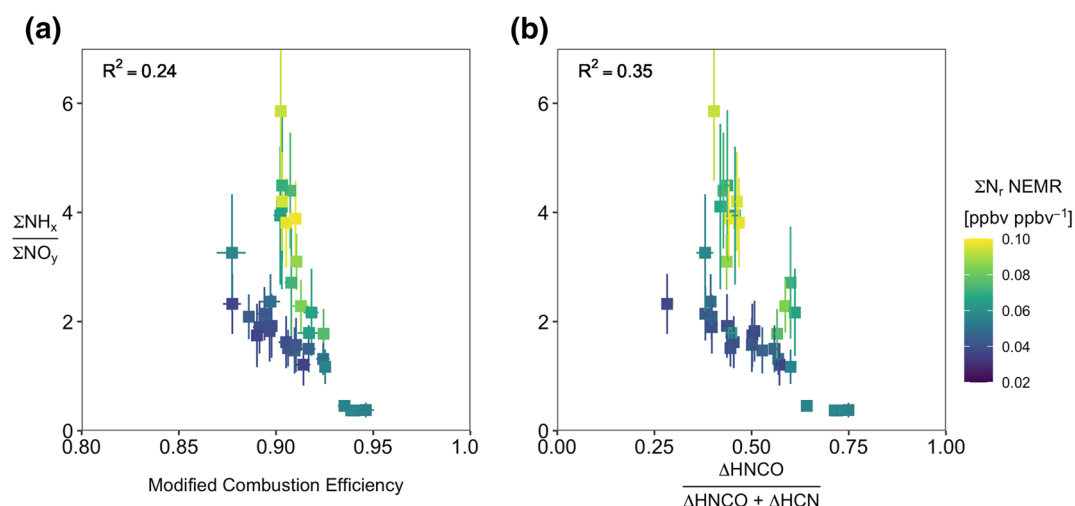 (a)
(b)
R² = 0.24
R² = 0.35
6
4
2
0
ΣNHₓ
ΣNOᵧ
0.80
0.85
0.90
0.95
1.0
0.00
0.25
0.50
0.75
1.00
Modified Combustion Efficiency
ΔHNCO
ΔHNCO + ΔHCN
ΣNᵣ NEMR
[ppbv ppbv⁻¹]
0.10
0.08
0.06
0.04
0.02